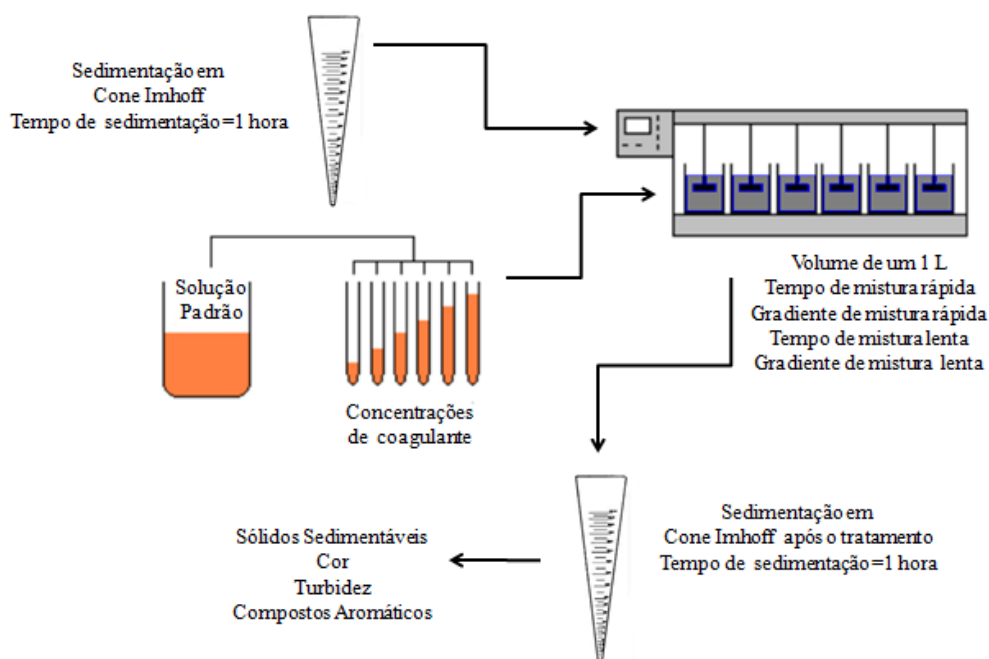 Sedimentação em
Cone Imhoff
Tempo de sedimentação=1 hora
Solução
Padrão
Concentrações
de coagulante
Volume de um 1 L
Tempo de mistura rápida
Gradiente de mistura rápida
Tempo de mistura lenta
Gradiente de mistura lenta
Sedimentação em
Cone Imhoff após o tratamento
Tempo de sedimentação=1 hora
Sólidos Sedimentáveis
Cor
Turbidez
Compostos Aromáticos